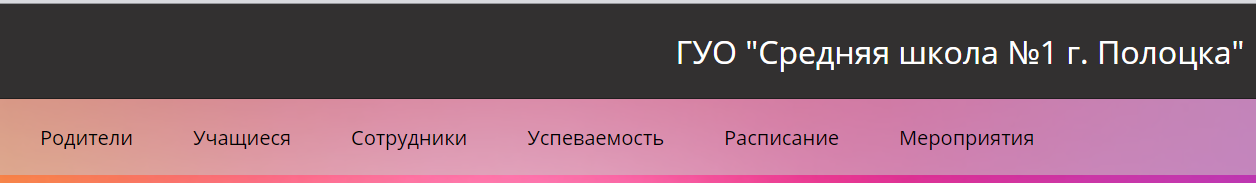 ГУО "Средняя школа №1 г. Полоцка"
Родители Учащиеся Сотрудники Успеваемость Расписание Мероприятия